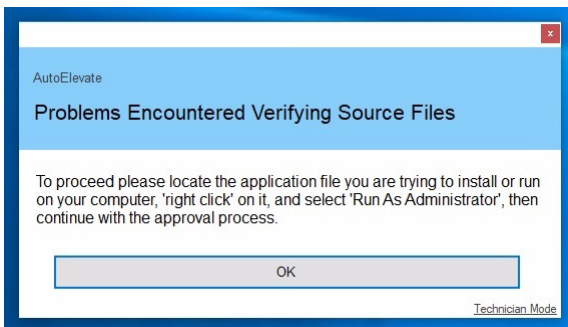 x
AutoElevate
Problems Encountered Verifying Source Files
To proceed please locate the application file you are trying to install or run
on your computer, 'right click' on it, and select 'Run As Administrator', then
continue with the approval process.
OK
Technician Mode